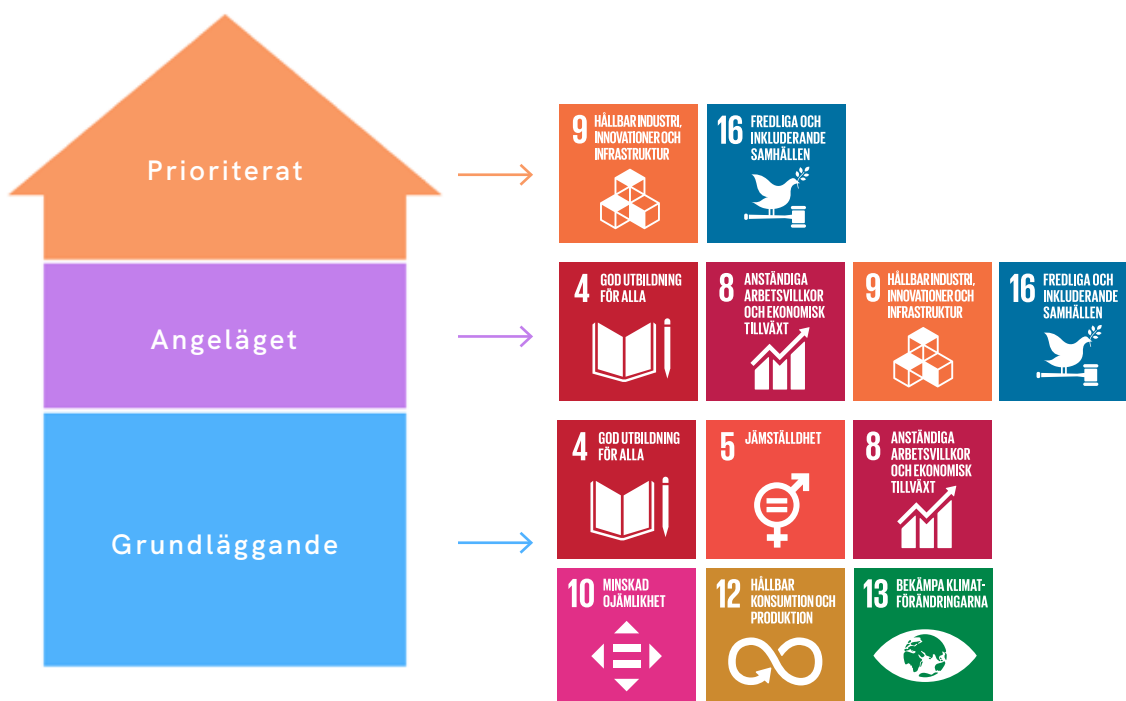 Prioriterat
9 HÅLLBAR INDUSTRI,
INNOVATIONER OCH
INFRASTRUKTUR
16 FREDLIGA OCH
INKLUDERANDE
SAMHÄLLEN
Angeläget
4 GOD UTBILDNING
FÖR ALLA
8 ANSTÄNDIGA
ARBETSVILLKOR
OCH EKONOMISK
TILLVÄXT
9 HÅLLBAR INDUSTRI,
INNOVATIONER OCH
INFRASTRUKTUR
16 FREDLIGA OCH
INKLUDERANDE
SAMHÄLLEN
Grundläggande
4 GOD UTBILDNING
FÖR ALLA
5 JÄMSTÄLLDHET
8 ANSTÄNDIGA
ARBETSVILLKOR
OCH EKONOMISK
TILLVÄXT
10 MINSKAD
OJÄMLIKHET
12 HÅLLBAR
KONSUMTION OCH
PRODUKTION
13 BEKÄMPA KLIMAT-
FÖRÄNDRINGARNA